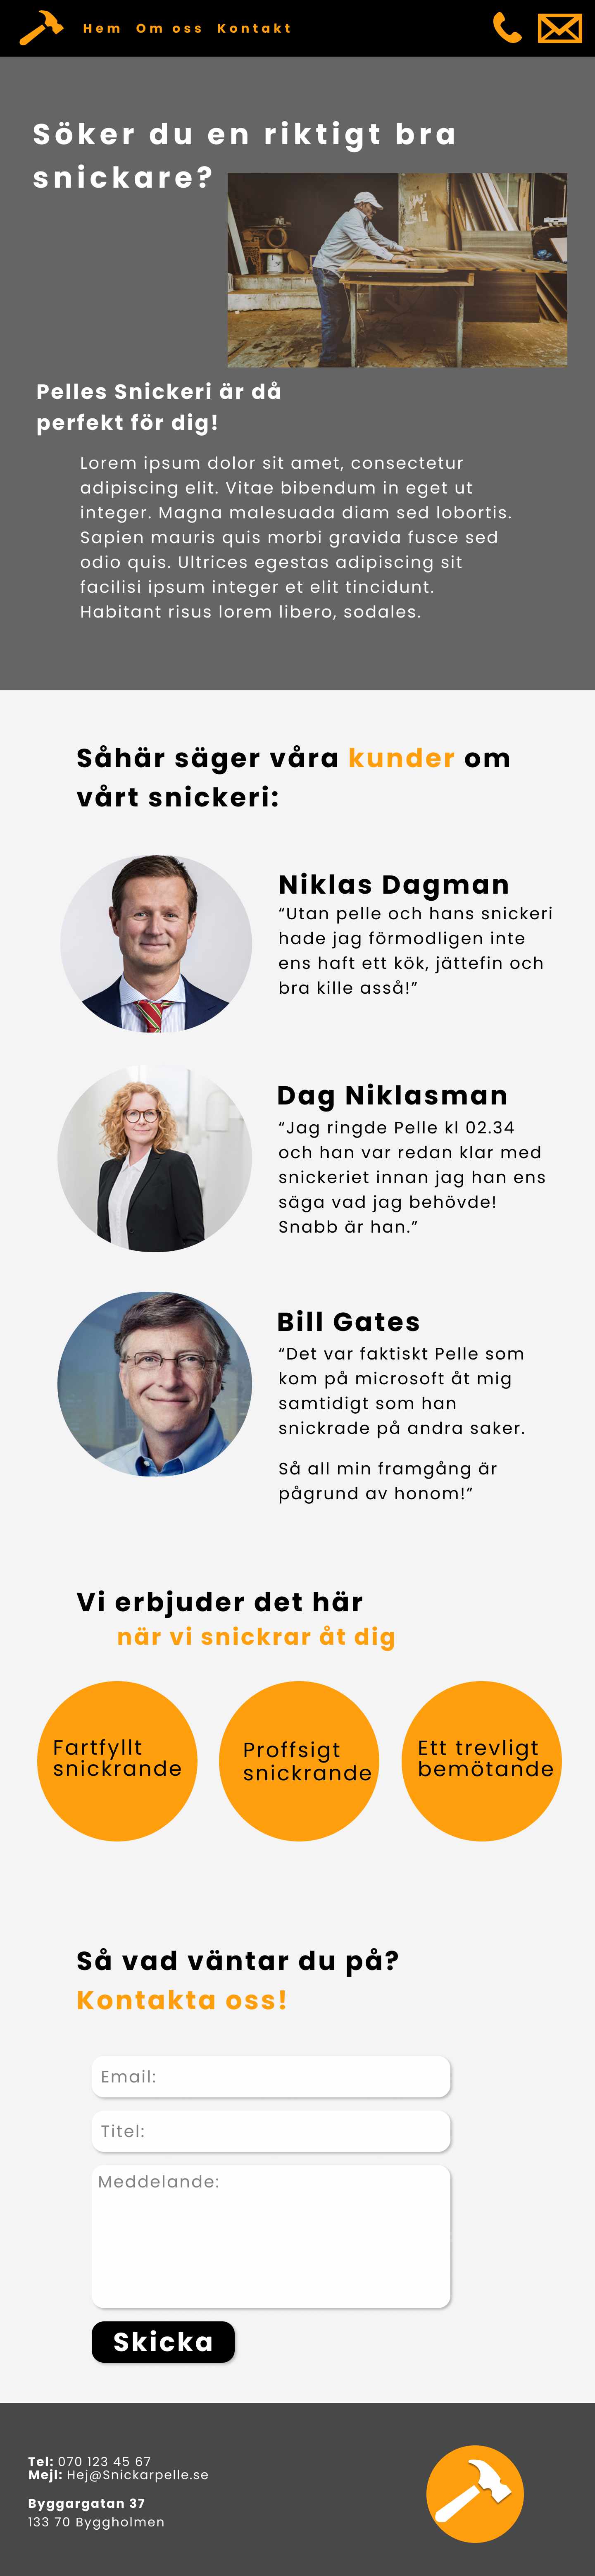 Hem Om oss Kontakt
Söker du en riktigt bra
snickare?
Pelles Snickeri är då
perfekt för dig!
Lorem ipsum dolor sit amet, consectetur
adipiscing elit. Vitae bibendum in eget ut
integer. Magna malesuada diam sed lobortis.
Sapien mauris quis morbi gravida fusce sed
odio quis. Ultrices egestas adipiscing sit
facilisi ipsum integer et elit tincidunt.
Habitant risus lorem libero, sodales.
Såhär säger våra kunder om
vårt snickeri:
Niklas Dagman
“Utan pelle och hans snickeri
hade jag förmodligen inte
ens haft ett kök, jättefin och
bra kille asså!”
Dag Niklasman
“Jag ringde Pelle kl 02.34
och han var redan klar med
snickeriet innan jag han ens
säga vad jag behövde!
Snabb är han.”
Bill Gates
“Det var faktiskt Pelle som
kom på microsoft åt mig
samtidigt som han
snickrade på andra saker.
Så all min framgång är
pågrund av honom!”
Vi erbjuder det här
när vi snickrar åt dig
Fartfyllt
snickrande
Proffsigt
snickrande
Ett trevligt
bemötande
Så vad väntar du på?
Kontakta oss!
Email:
Titel:
Meddelande:
Skicka
Tel: 070 123 45 67
Mejl: Hej@Snickarpelle.se
Byggargatan 37
133 70 Byggholmen